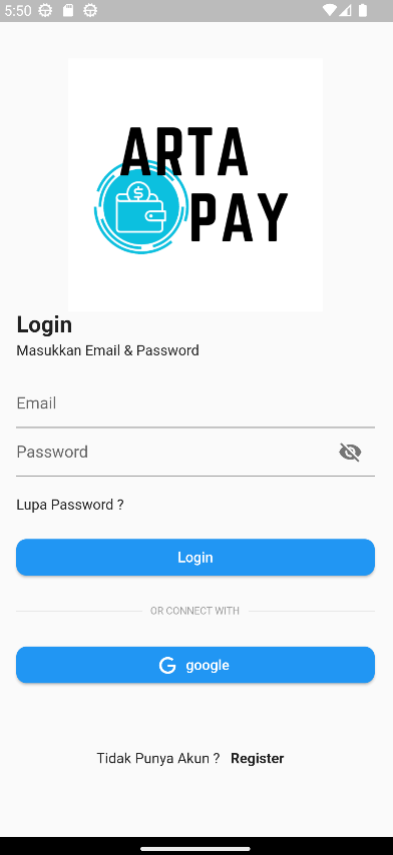 5:50
ARTA
PAY
Login
Masukkan Email & Password
Email
Password
Lupa Password ?
Login
OR CONNECT WITH
G google
Tidak Punya Akun ? Register